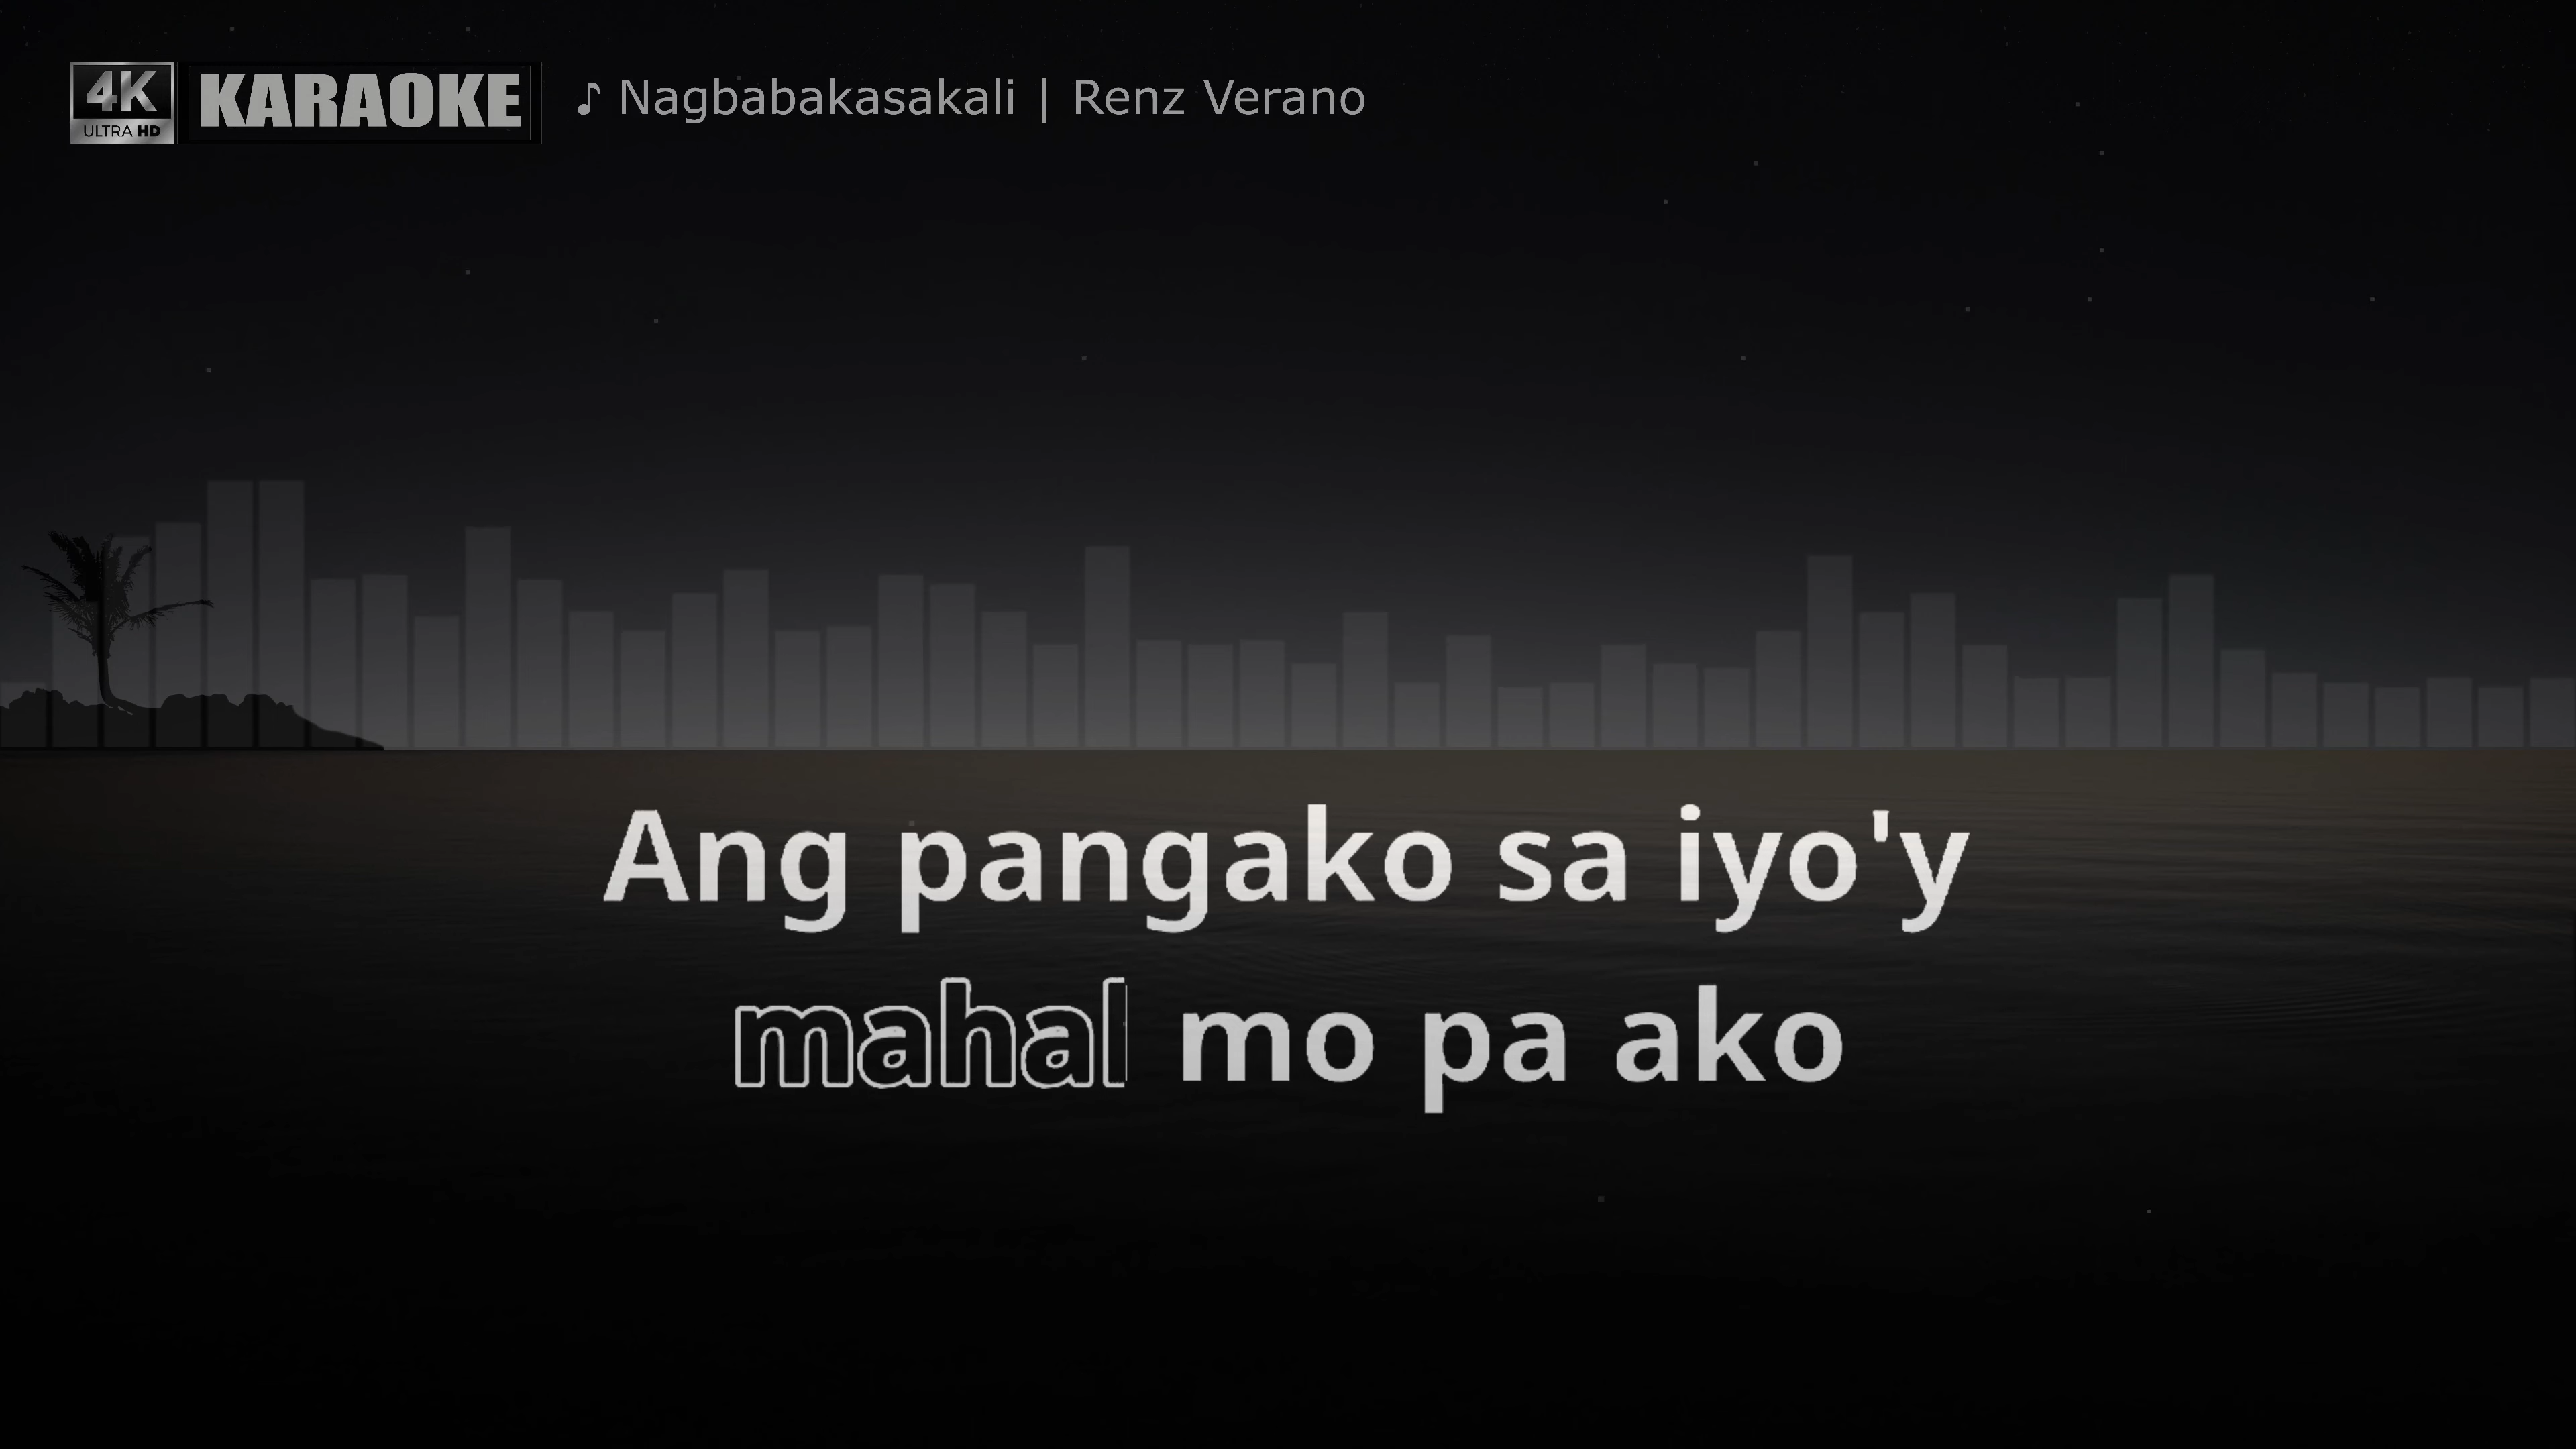 4K
ULTRA HD
KARAOKE
♪ Nagbabakasakali | Renz Verano
Ang pangako sa iyo'y
mahal mo pa ako